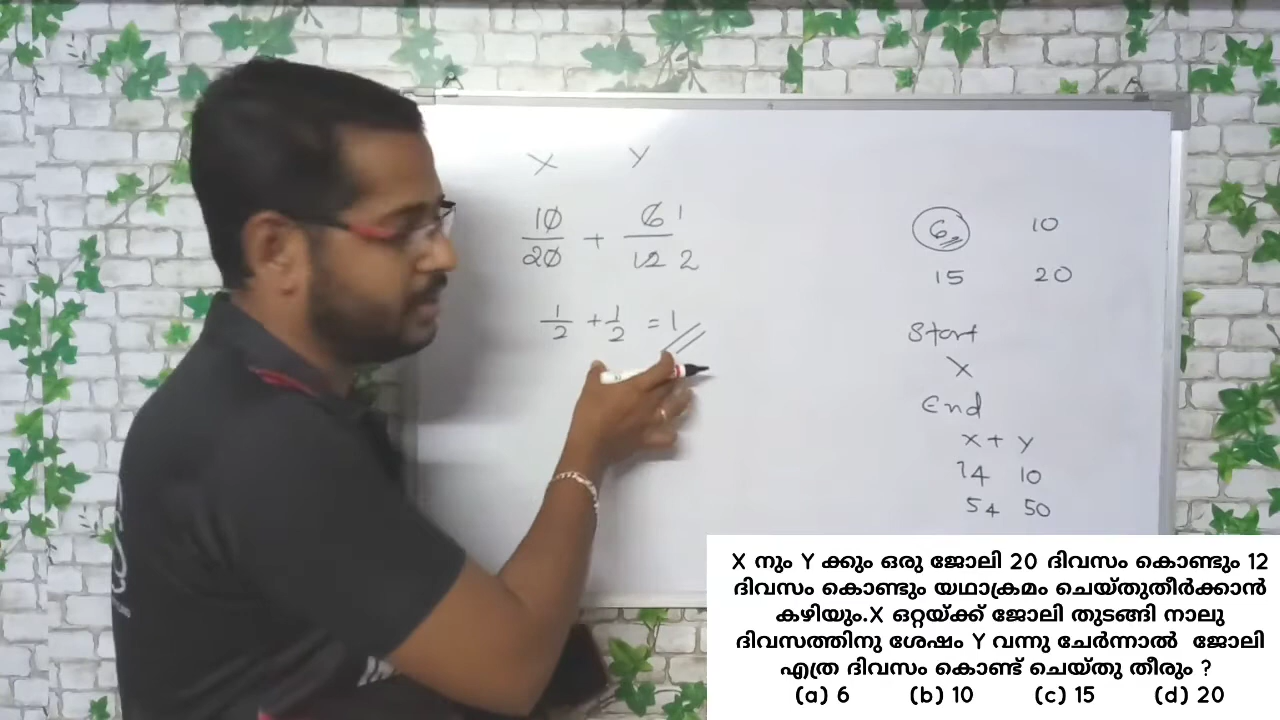 X Y
10/20 + 6/12 1 2
1/2 + 1/2 = 1
6 10
15 20
Start
X
End
X + Y
14 10
54 50
X നും Y ക്കും ഒരു ജോലി 20 ദിവസം കൊണ്ടും 12
ദിവസം കൊണ്ടും യഥാക്രമം ചെയ്തുതീർക്കാൻ
കഴിയും.X ഒറ്റയ്ക്ക് ജോലി തുടങ്ങി നാലു
ദിവസത്തിനു ശേഷം Y വന്നു ചേർന്നാൽ ജോലി
എത്ര ദിവസം കൊണ്ട് ചെയ്തു തീരും ?
(a) 6 (b) 10 (c) 15 (d) 20